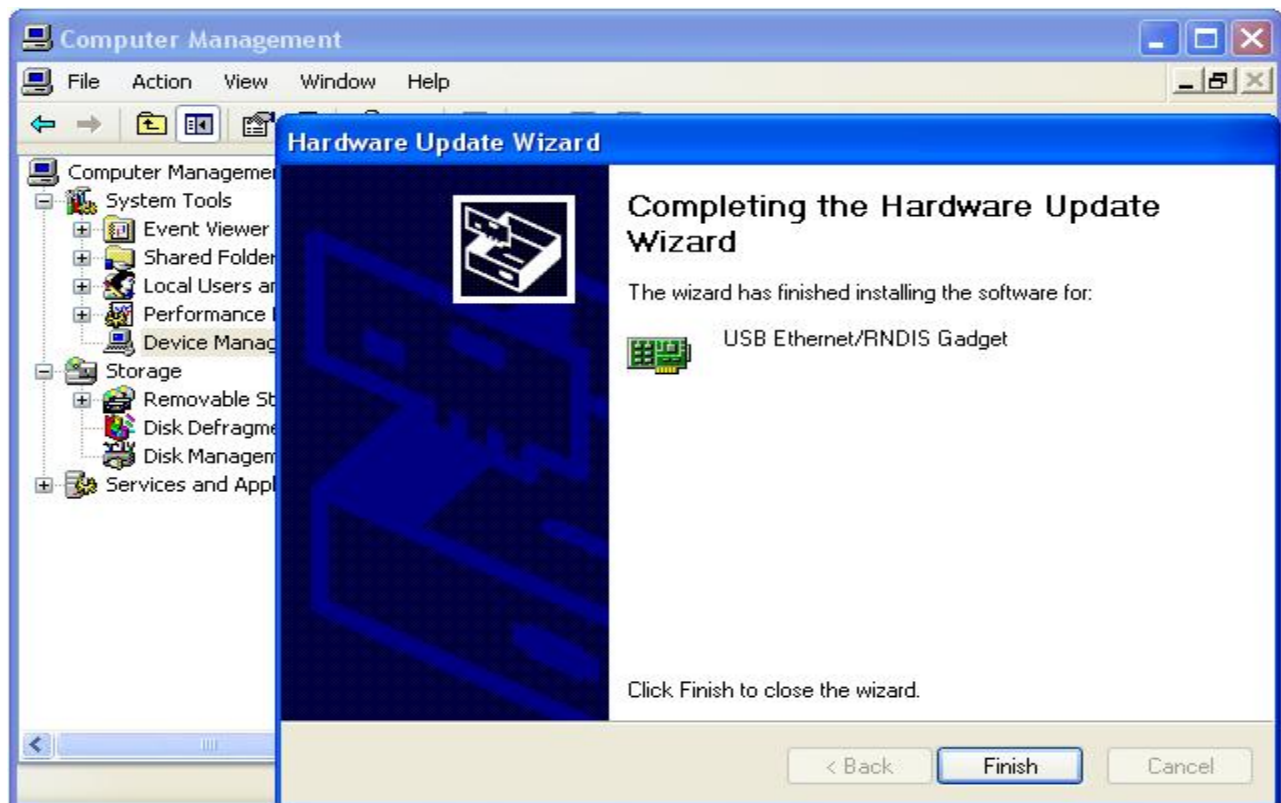 Computer Management
File Action View Window Help
Hardware Update Wizard
Computer Manageme
System Tools
Event Viewer
Shared Folder
Local Users ar
Performance
Device Manag
Storage
Removable St
Disk Defragme
Disk Managem
Services and Appl
Completing the Hardware Update
Wizard
The wizard has finished installing the software for:
USB Ethernet/RNDIS Gadget
Click Finish to close the wizard.
< Back Finish Cancel